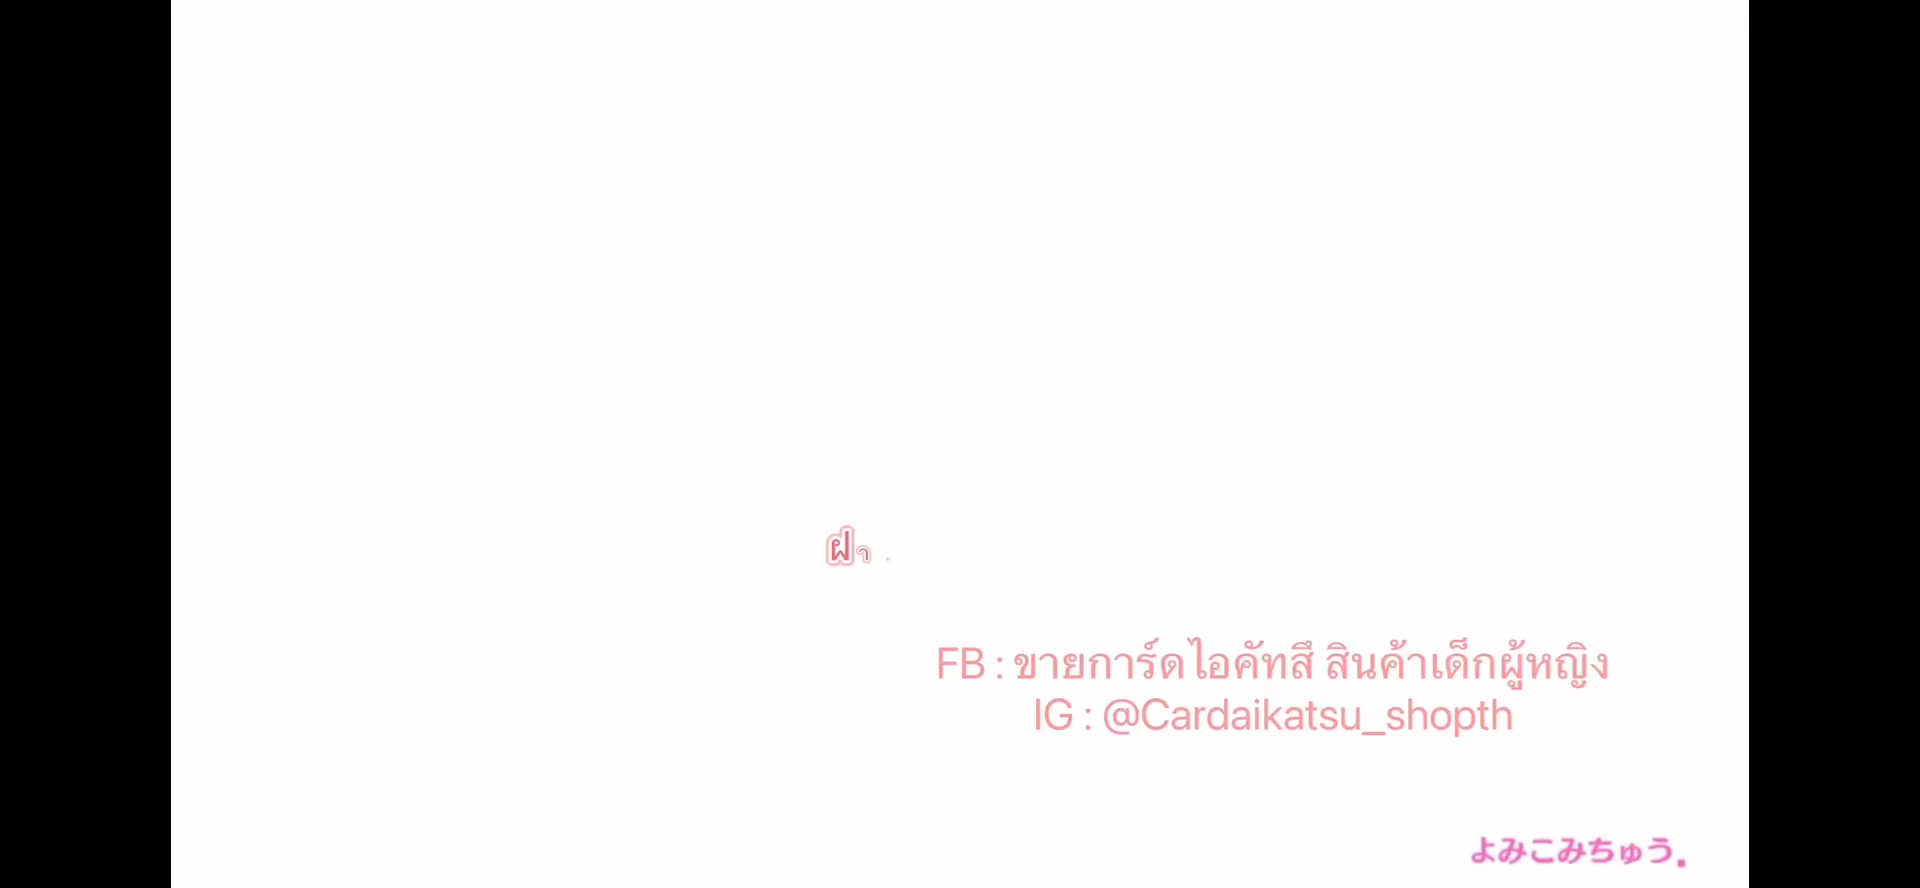 ฝา
FB : ขายการ์ดไอคัทสึ สินค้าเด็กผู้หญิง
IG : @Cardaikatsu_shopth
よみこみちゅう.